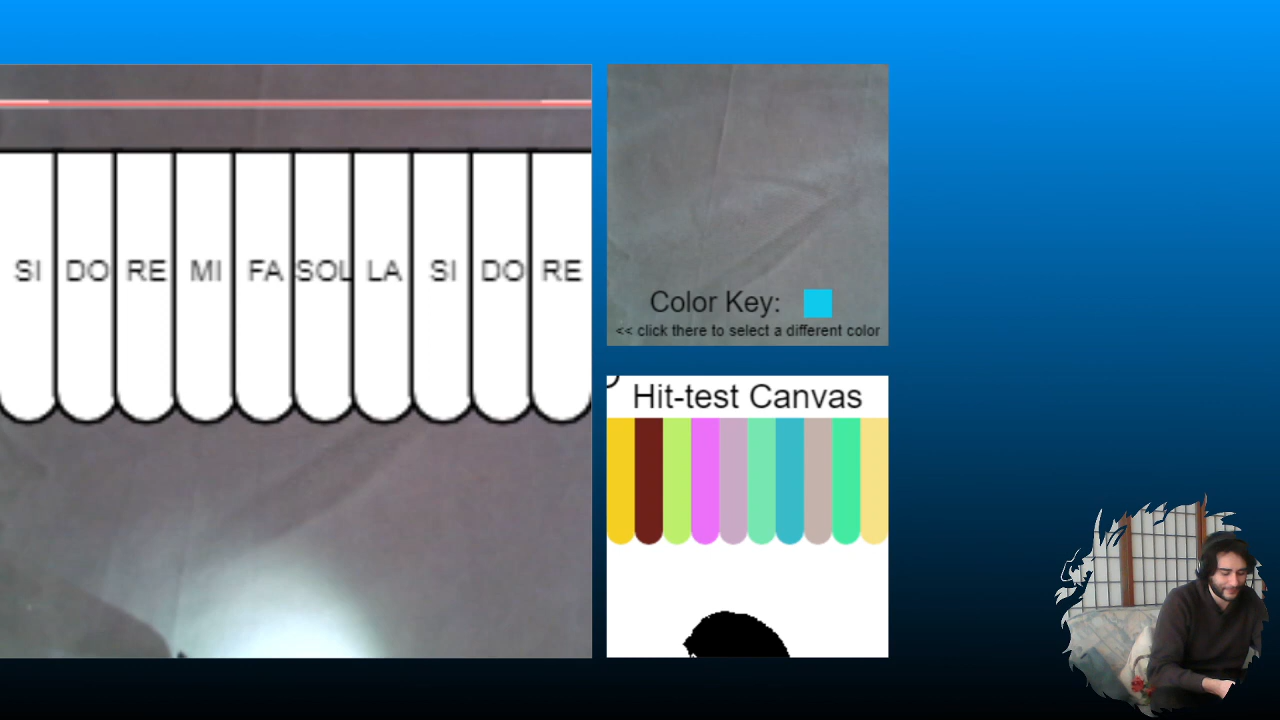 SI DO RE MI FA SOL LA SI DO RE
Color Key:
<< click there to select a different color
Hit-test Canvas